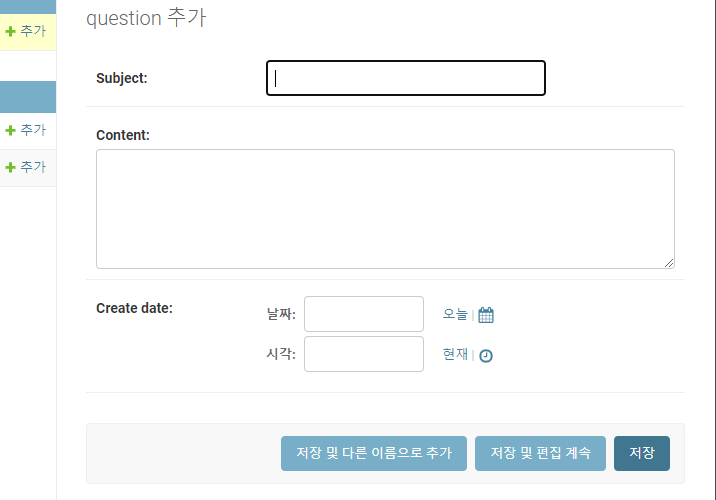 question 추가
추가
Subject:
추가
Content:
추가
Create date:
날짜:
오늘 |
시각:
현재 |
저장 및 다른 이름으로 추가
저장 및 편집 계속
저장